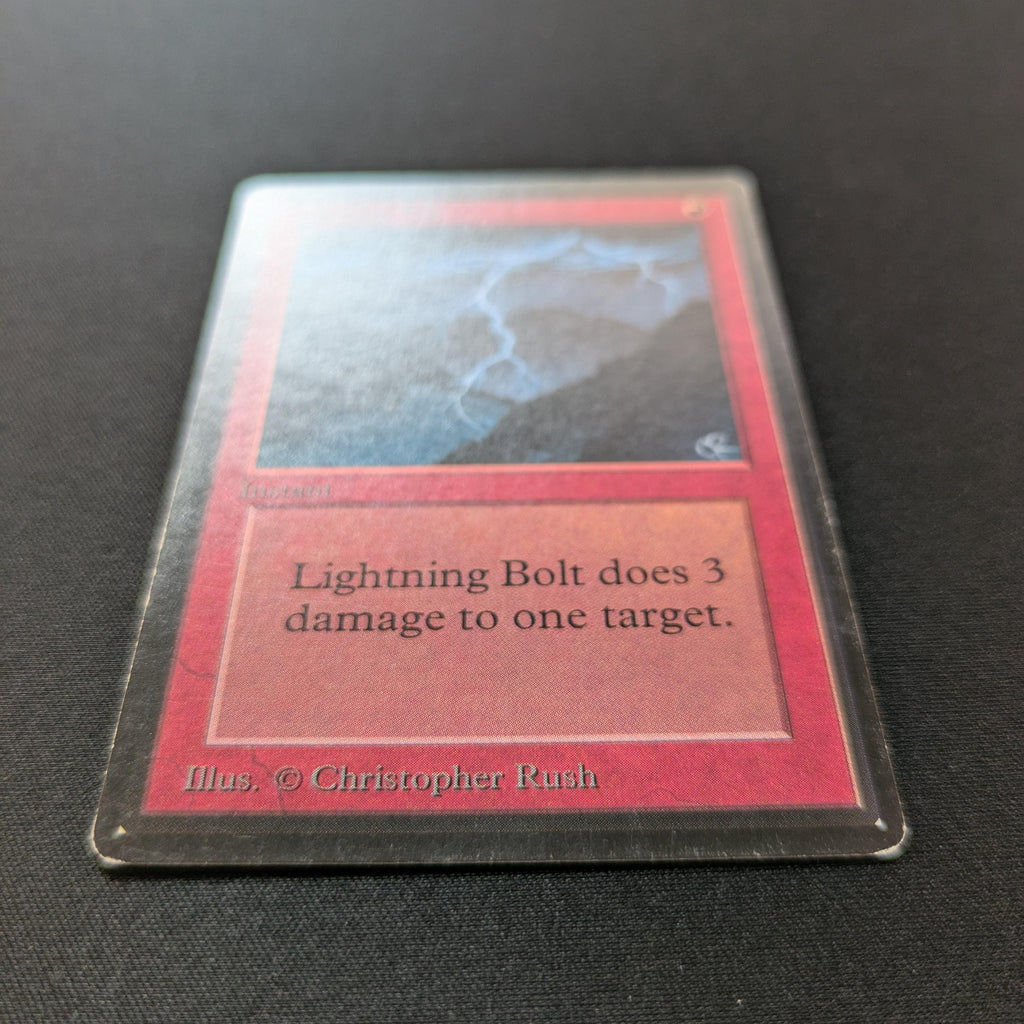 Instant
Lightning Bolt does 3
damage to one target.
Illus. © Christopher Rush